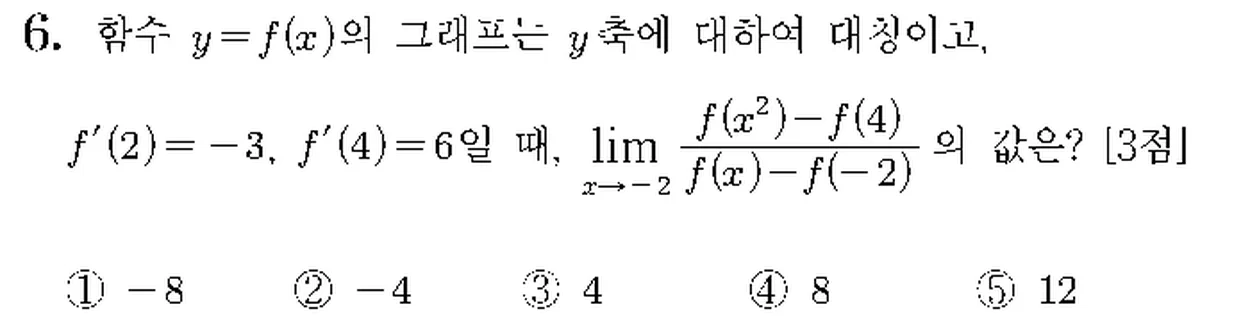 6. 함수 y=f(x)의 그래프는 y축에 대하여 대칭이고,
f′(2)=−3, f′(4)=6일 때, lim_{x→−2} \frac{f(x²)−f(4)}{f(x)−f(−2)} 의 값은? [3점]
① −8 ② −4 ③ 4 ④ 8 ⑤ 12